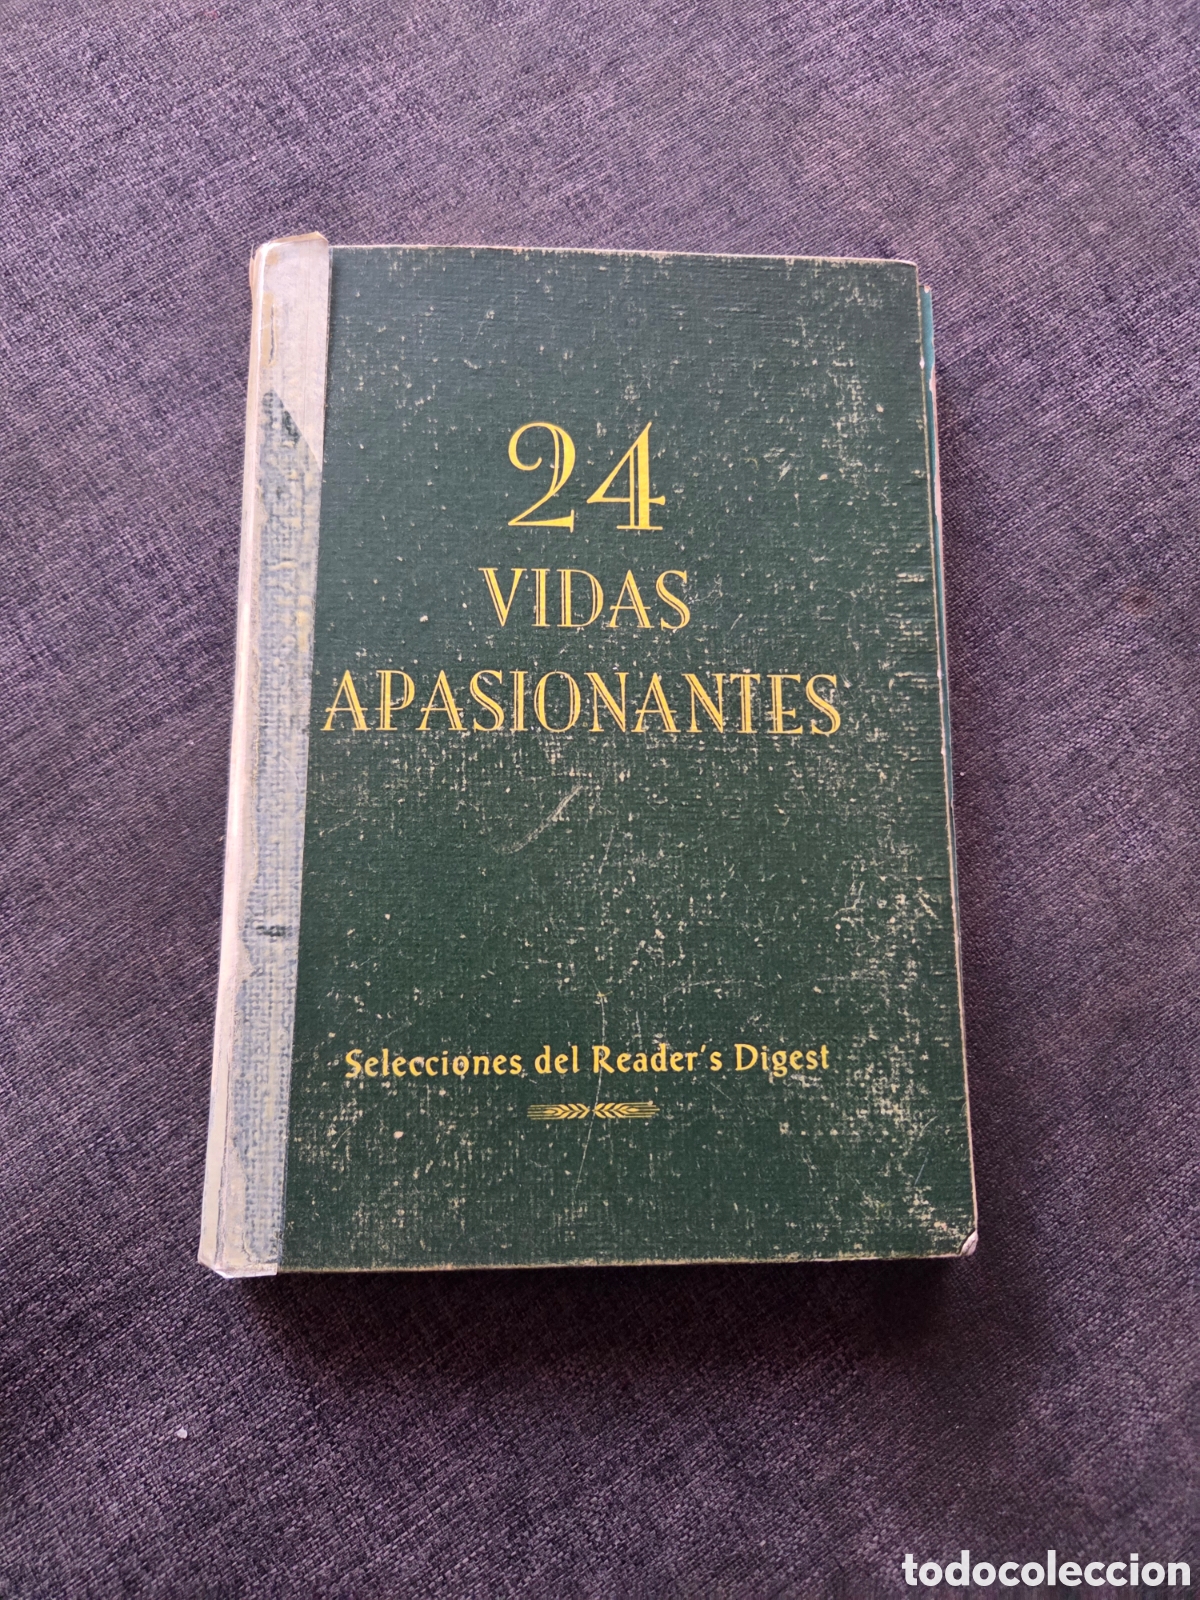 24
VIDAS
APASIONANTES
Selecciones del Reader's Digest
todocoleccion